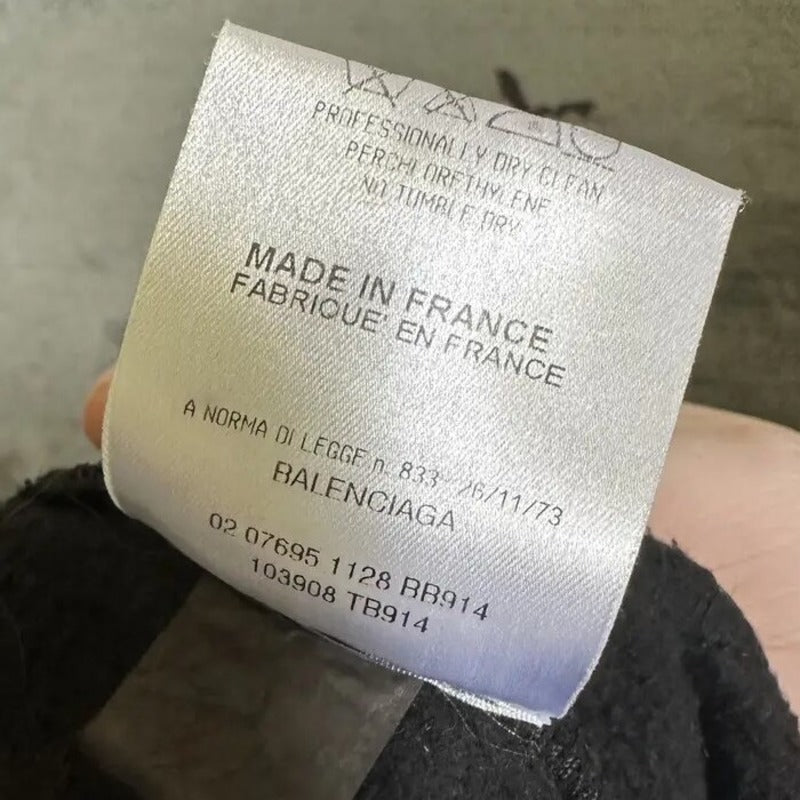 PROFESSIONALLY DRY CLEAN
PERCHLORETHYLENE
NO TUMBLE DRY
MADE IN FRANCE
FABRIQUE EN FRANCE
A NORMA DI LEGGE n. 833 26/11/73
BALENCIAGA
02 07695 1128 BB914
103908 TB914